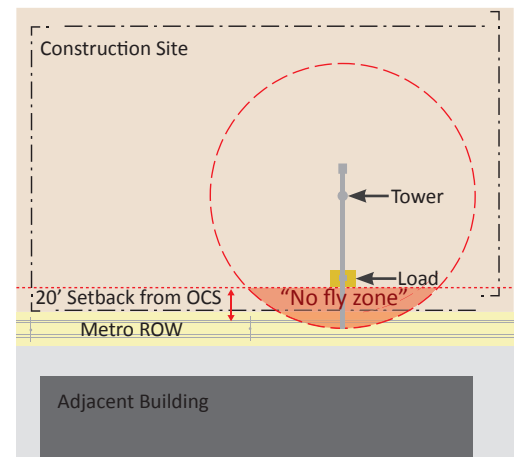 Construction Site
Tower
Load
20’ Setback from OCS
“No fly zone”
Metro ROW
Adjacent Building